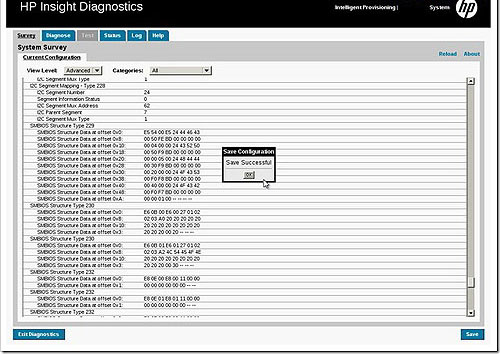 HP Insight Diagnostics
Intelligent Provisioning :
System
hp
Survey Diagnose Test Status Log Help
System Survey
Reload About
Current Configuration
View Level: Advanced Categories: All
I2C Segment Mux Type 1
I2C Segment Mapping - Type 228
I2C Segment Number 24
Segment Information Status 0
I2C Segment Mux Address 62
I2C Parent Segment 7
I2C Segment Mux Type 1
SMBIOS Structure Type 229
SMBIOS Structure Data at offset 0x0: E5 54 00 E5 24 44 46 43
SMBIOS Structure Data at offset 0x8: 00 50 FE BD 00 00 00 00
SMBIOS Structure Data at offset 0x10: 00 04 00 00 24 43 52 50
SMBIOS Structure Data at offset 0x18: 00 50 F9 BD 00 00 00 00
SMBIOS Structure Data at offset 0x20: 00 05 00 00 24 48 44 44
SMBIOS Structure Data at offset 0x28: 00 30 F9 BD 00 00 00 00
SMBIOS Structure Data at offset 0x30: 00 20 00 00 24 4F 43 53
SMBIOS Structure Data at offset 0x38: 00 F0 F8 BD 00 00 00 00
SMBIOS Structure Data at offset 0x40: 00 40 00 00 24 4F 43 42
SMBIOS Structure Data at offset 0x48: 00 F0 F7 BD 00 00 00 00
SMBIOS Structure Data at offset 0xA: 00 00 01 00 -- -- -- --
SMBIOS Structure Type 230
SMBIOS Structure Data at offset 0x0: E6 0B 00 E6 00 27 01 02
SMBIOS Structure Data at offset 0x8: 02 03 A0 20 20 20 20 20
SMBIOS Structure Data at offset 0x10: 20 20 20 20 20 20 20 20
SMBIOS Structure Data at offset 0x3: 20 20 20 00 20 -- -- --
SMBIOS Structure Type 230
SMBIOS Structure Data at offset 0x0: E6 0B 01 E6 01 27 01 02
SMBIOS Structure Data at offset 0x8: 02 03 A2 4C 54 45 4F 4E
SMBIOS Structure Data at offset 0x10: 20 20 20 20 20 00 30 30
SMBIOS Structure Data at offset 0x3: 20 20 20 00 30 -- -- --
SMBIOS Structure Type 232
SMBIOS Structure Data at offset 0x0: E8 0E 00 E8 00 11 00 00
SMBIOS Structure Data at offset 0x1: 00 00 00 00 00 00 -- --
SMBIOS Structure Type 232
SMBIOS Structure Data at offset 0x0: E8 0E 01 E8 01 11 00 00
SMBIOS Structure Data at offset 0x1: 00 00 00 00 00 00 -- --
SMBIOS Structure Type 232
Save Configuration
Save Successful
OK
Exit Diagnostics
Save